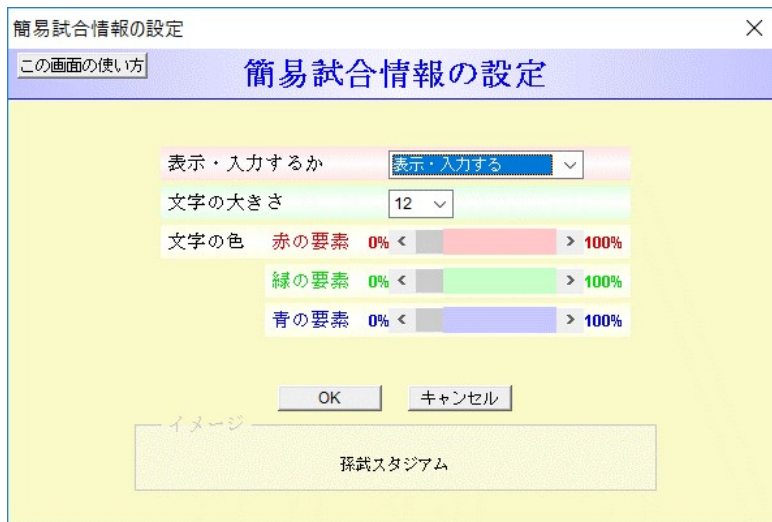 簡易試合情報の設定
この画面の使い方
簡易試合情報の設定
表示・入力するか 表示・入力する
文字の大きさ 12
文字の色 赤の要素 0% 100%
緑の要素 0% 100%
青の要素 0% 100%
OK キャンセル
イメージ
孫武スタジアム